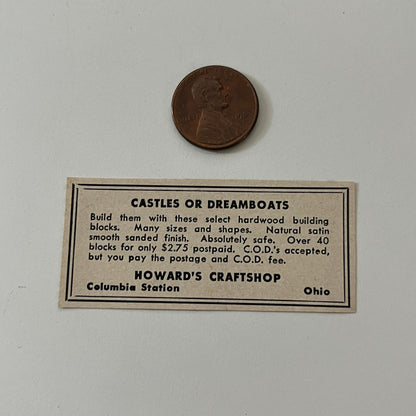 CASTLES OR DREAMBOATS
Build them with these select hardwood building
blocks. Many sizes and shapes. Natural satin
smooth sanded finish. Absolutely safe. Over 40
blocks for only $2.75 postpaid. C.O.D.'s accepted,
but you pay the postage and C.O.D. fee.
HOWARD'S CRAFTSHOP
Columbia Station Ohio